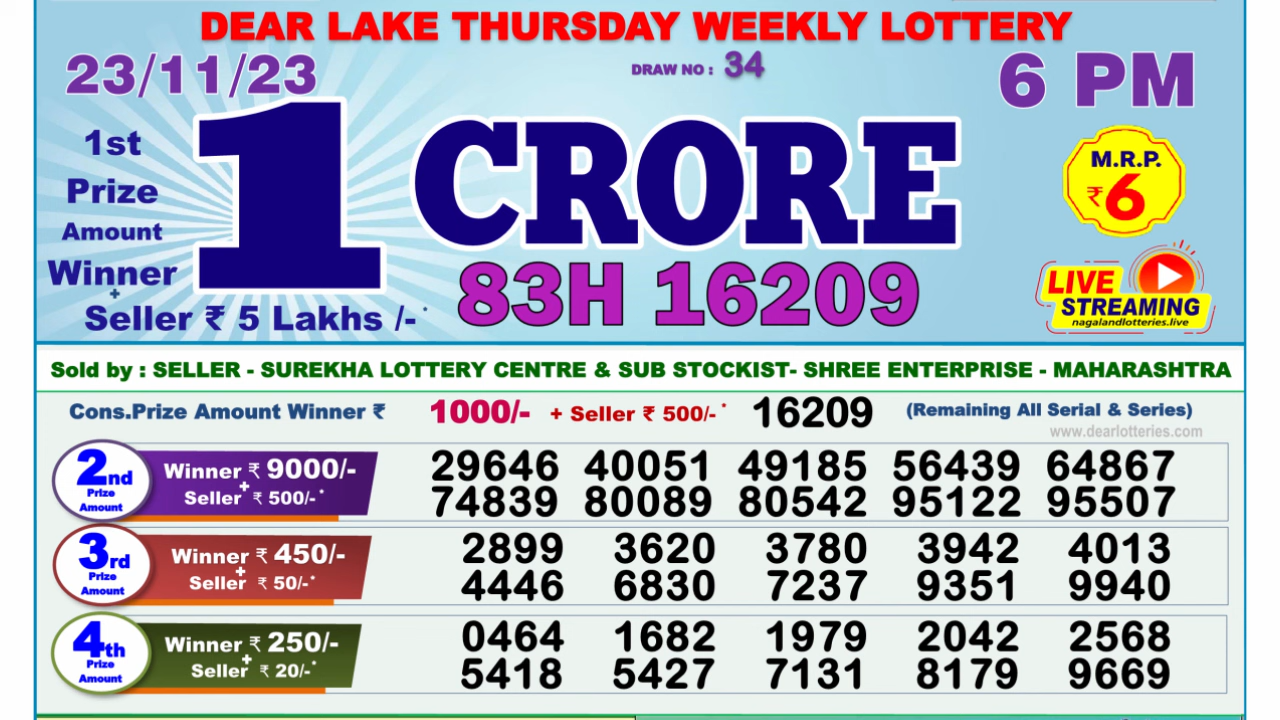 DEAR LAKE THURSDAY WEEKLY LOTTERY
23/11/23
DRAW NO : 34
6 PM
1st
Prize
Amount
Winner
+
Seller ₹ 5 Lakhs /-*
1 CRORE
83H 16209
M.R.P.
₹6
LIVE
STREAMING
nagalandlotteries.live
Sold by : SELLER - SUREKHA LOTTERY CENTRE & SUB STOCKIST- SHREE ENTERPRISE - MAHARASHTRA
Cons.Prize Amount Winner ₹ 1000/- + Seller ₹ 500/-* 16209 (Remaining All Serial & Series)
www.dearlotteries.com
2nd
Prize
Amount
Winner ₹ 9000/-
+
Seller ₹ 500/-*
29646 40051 49185 56439 64867
74839 80089 80542 95122 95507
3rd
Prize
Amount
Winner ₹ 450/-
+
Seller ₹ 50/-*
2899 3620 3780 3942 4013
4446 6830 7237 9351 9940
4th
Prize
Amount
Winner ₹ 250/-
+
Seller ₹ 20/-*
0464 1682 1979 2042 2568
5418 5427 7131 8179 9669